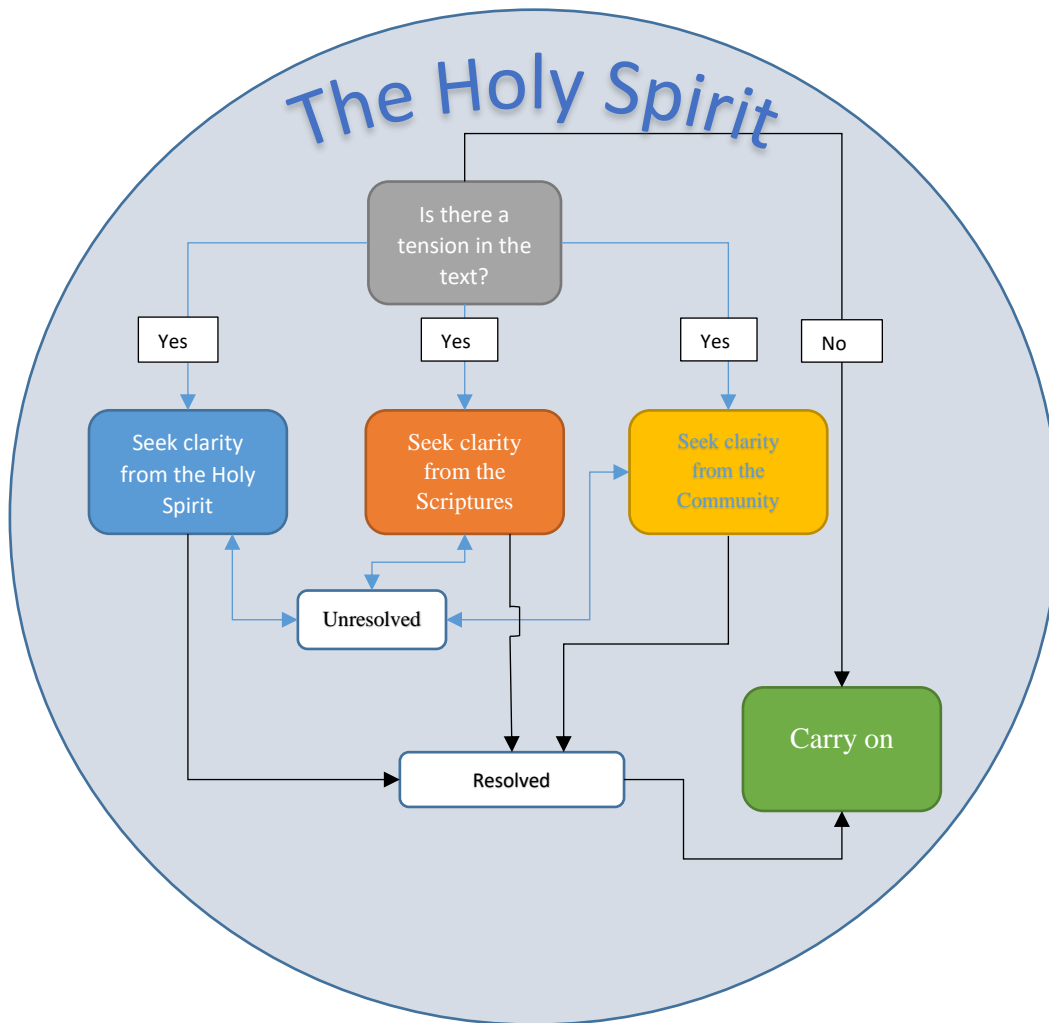 The Holy Spirit
Is there a
tension in the
text?
Yes
Yes
Yes
No
Seek clarity
from the Holy
Spirit
Seek clarity
from the
Scriptures
Seek clarity
from the
Community
Unresolved
Carry on
Resolved